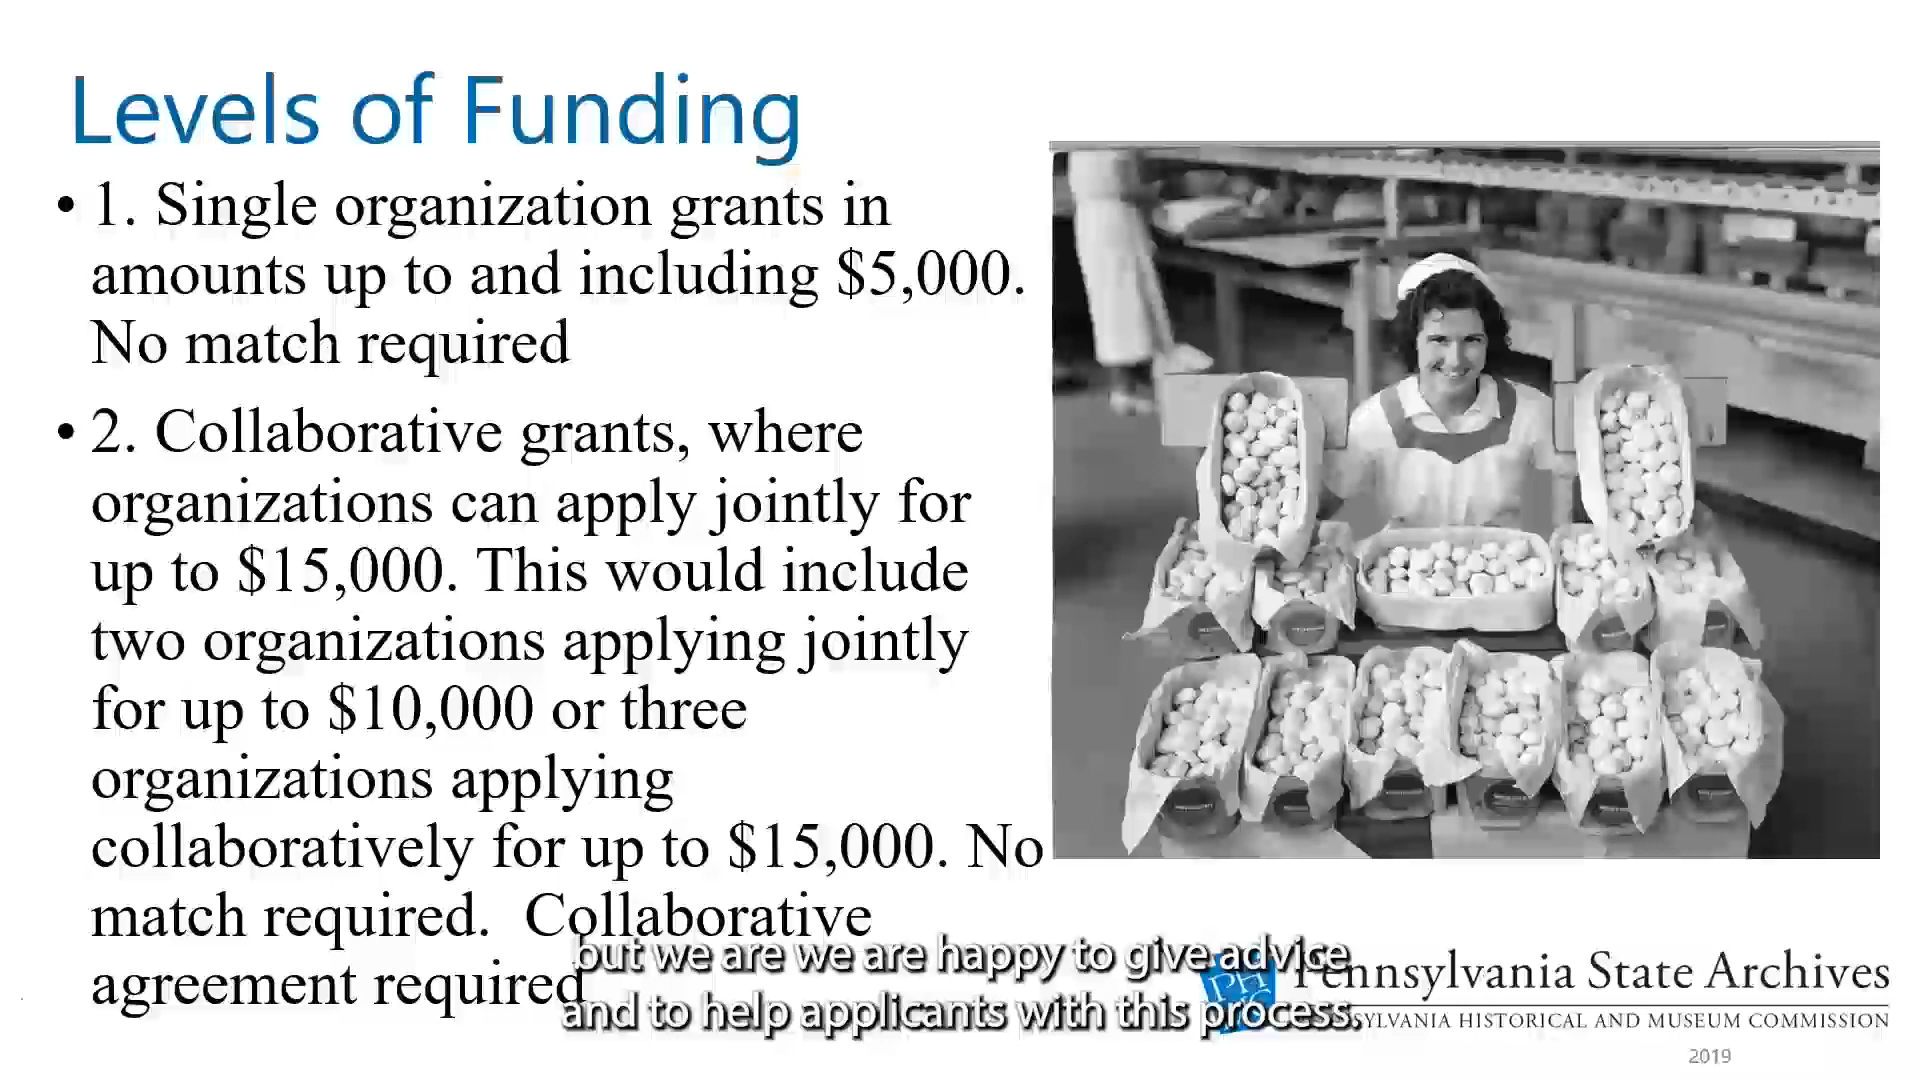 Levels of Funding
• 1. Single organization grants in
amounts up to and including $5,000.
No match required
• 2. Collaborative grants, where
organizations can apply jointly for
up to $15,000. This would include
two organizations applying jointly
for up to $10,000 or three
organizations applying
collaboratively for up to $15,000. No
match required. Collaborative
agreement required
but we are we are happy to give advice
and to help applicants with this process.
Pennsylvania State Archives
SYLVANIA HISTORICAL AND MUSEUM COMMISSION
2019